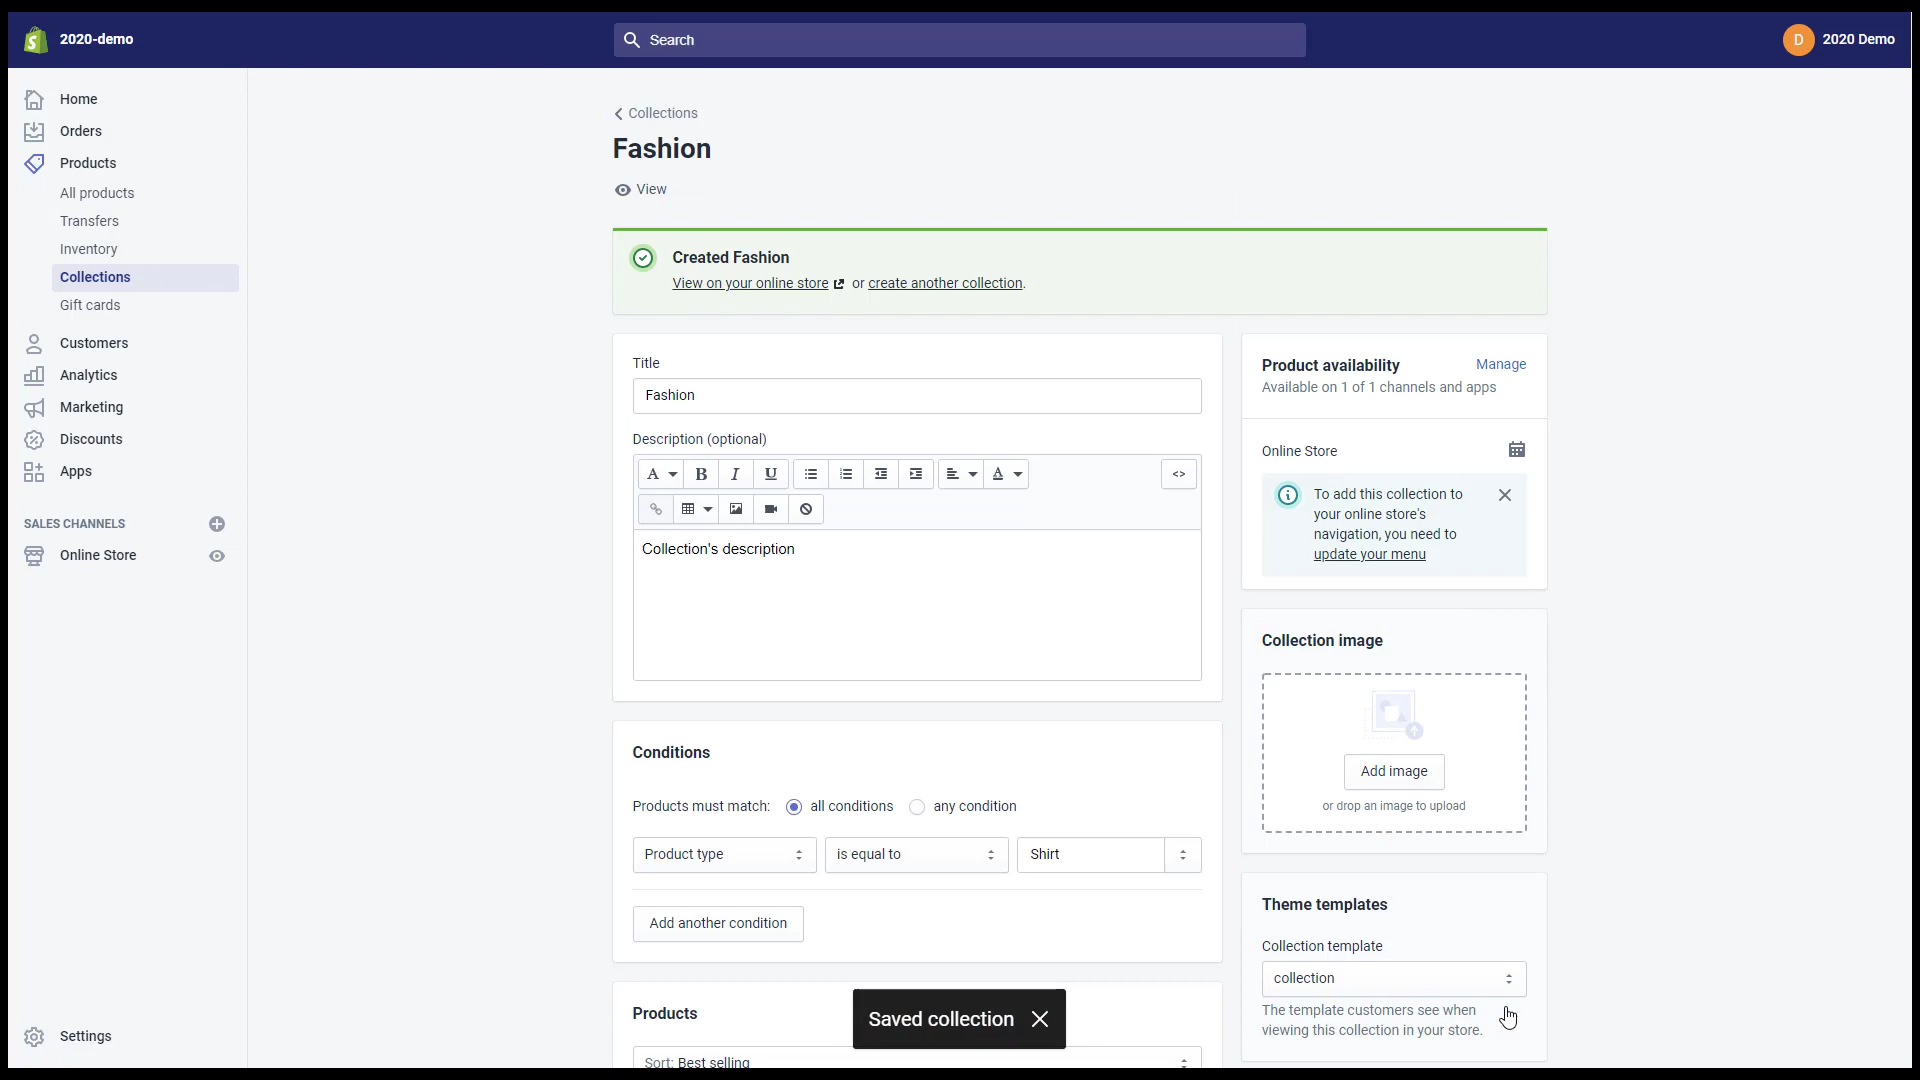 2020-demo
Search
D
2020 Demo
Home
Orders
Products
All products
Transfers
Inventory
Collections
Gift cards
Customers
Analytics
Marketing
Discounts
Apps
SALES CHANNELS
Online Store
Settings
Collections
Fashion
View
Created Fashion
View on your online store or create another collection.
Title
Fashion
Description (optional)
A B I U A <>
Collection's description
Conditions
Products must match: all conditions any condition
Product type is equal to Shirt
Add another condition
Products
Sort: Best selling
Product availability Manage
Available on 1 of 1 channels and apps
Online Store
To add this collection to
your online store's
navigation, you need to
update your menu
Collection image
Add image
or drop an image to upload
Theme templates
Collection template
collection
The template customers see when
viewing this collection in your store.
Saved collection